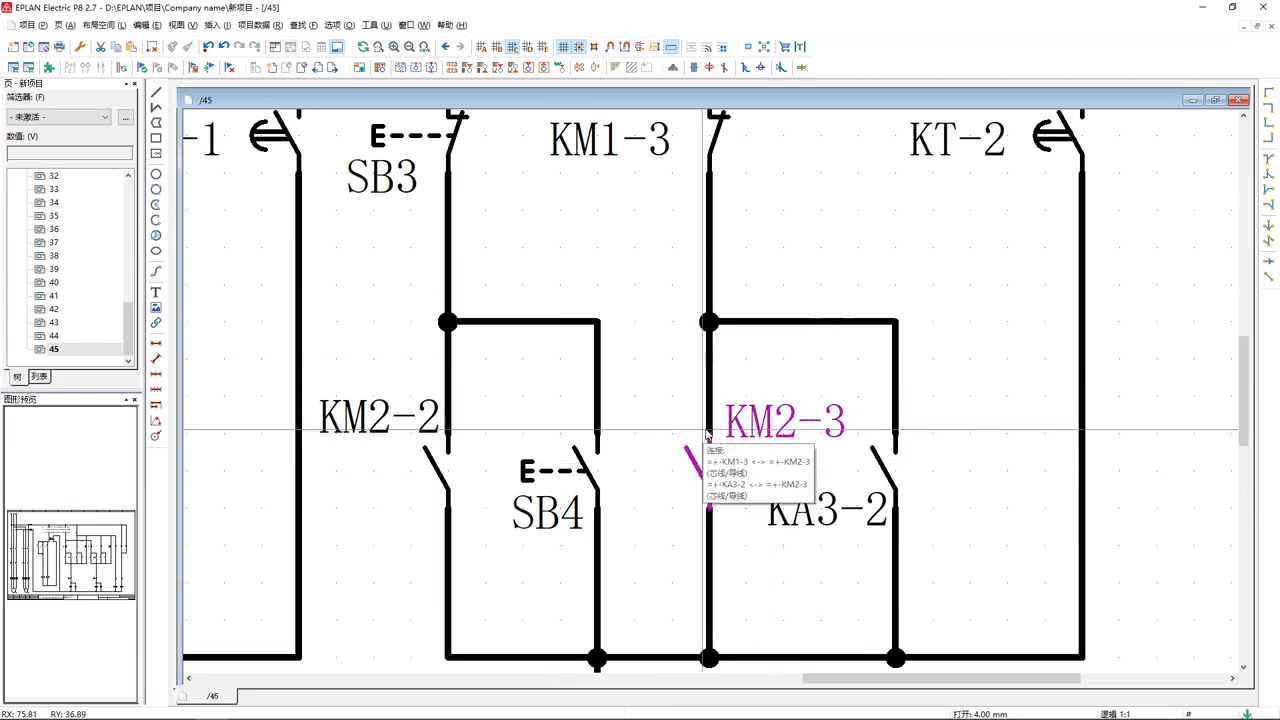 EPLAN Electric P8 2.7 - D:\EPLAN\项目\Company name\新项目 - [/45]
项目 (P) 页 (A) 布局空间 (L) 编辑 (E) 视图 (V) 插入 (I) 项目数据 (R) 查找 (F) 选项 (O) 工具 (U) 窗口 (W) 帮助 (H)
页 - 新项目
筛选器: (F)
- 未激活 -
...
数值: (V)
32
33
34
35
36
37
38
39
40
41
42
43
44
45
树
列表
图形预览
/45
-1
SB3
KM1-3
KT-2
KM2-2
KM2-3
SB4
KA3-2
连接:
=+-KM1-3 <-> =+-KM2-3
(芯线/导线)
=+-KA3-2 <-> =+-KM2-3
(芯线/导线)
/45
RX: 75.81
RY: 36.89
打开: 4.00 mm
逻辑 1:1
#